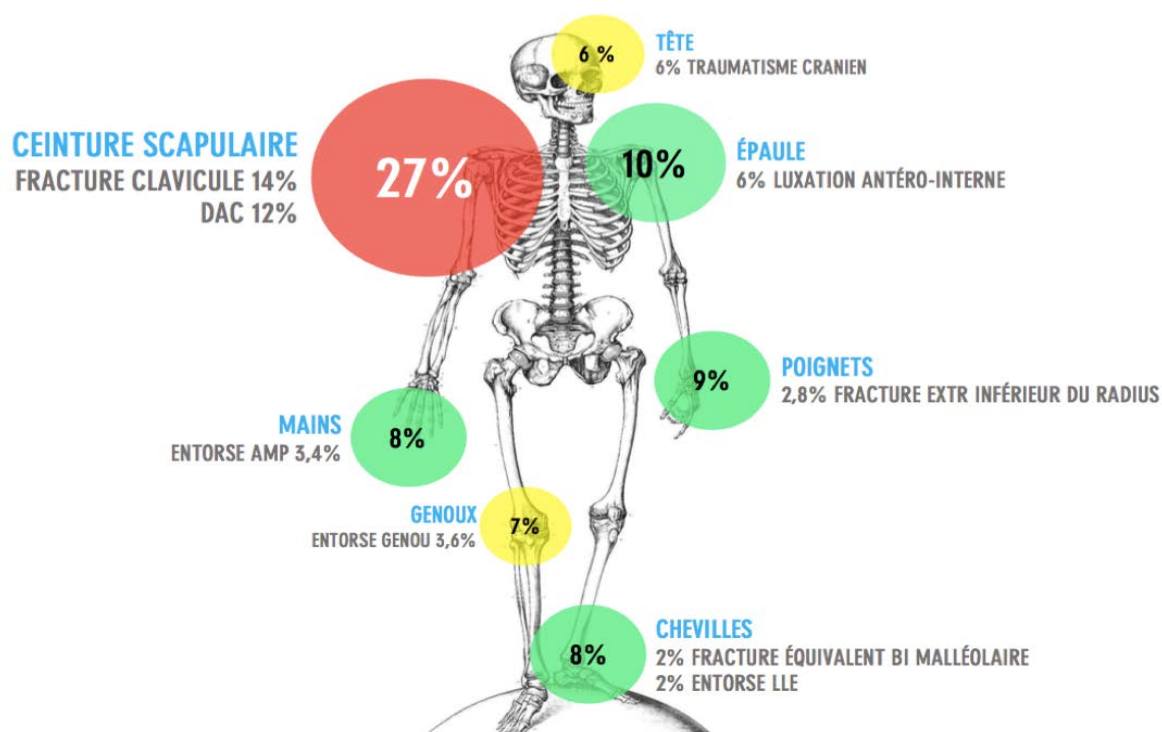 6 %
TÊTE
6% TRAUMATISME CRANIEN
CEINTURE SCAPULAIRE
FRACTURE CLAVICULE 14%
DAC 12%
27%
10%
ÉPAULE
6% LUXATION ANTÉRO-INTERNE
9%
POIGNETS
2,8% FRACTURE EXTR INFÉRIEUR DU RADIUS
MAINS
ENTORSE AMP 3,4%
8%
GENOUX
ENTORSE GENOU 3,6%
7%
8%
CHEVILLES
2% FRACTURE ÉQUIVALENT BI MALLÉOLAIRE
2% ENTORSE LLE